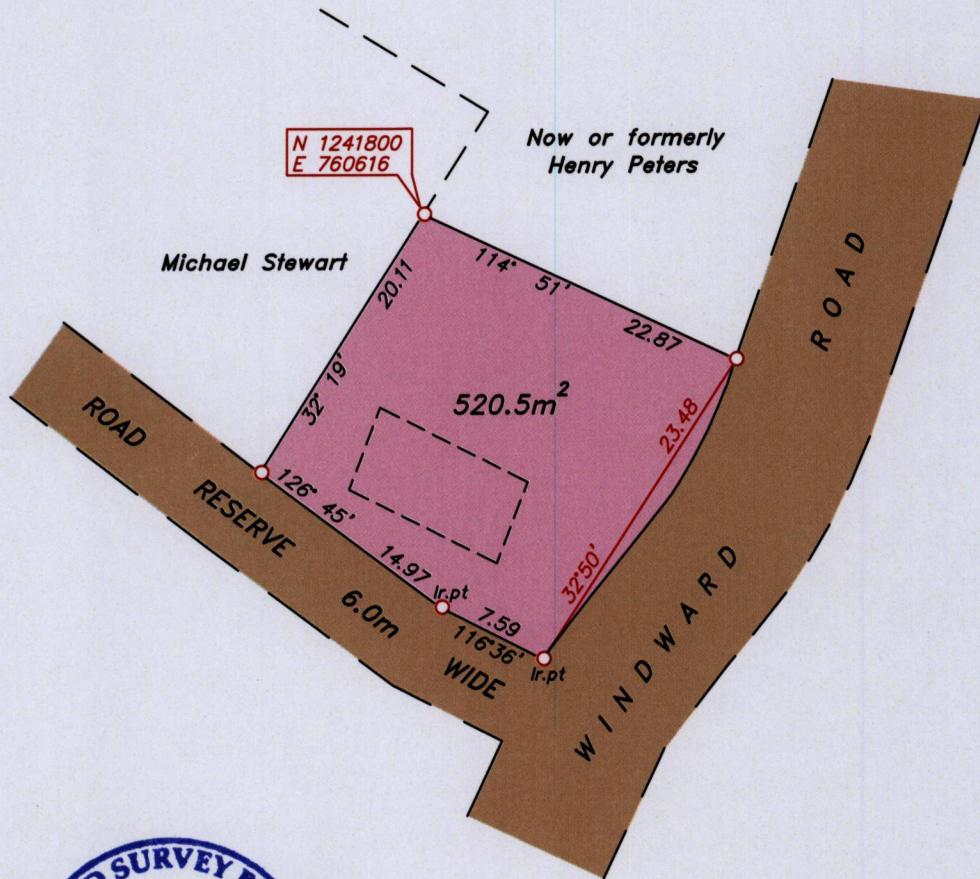 N 1241800
E 760616
Now or formerly
Henry Peters
Michael Stewart
114° 51'
22.87
20.11
32° 19'
520.5m²
23.48
32°50'
126° 45'
14.97
Ir.pt
7.59
116°36'
Ir.pt
ROAD RESERVE
6.0m WIDE
WINDWARD ROAD
SURVEY